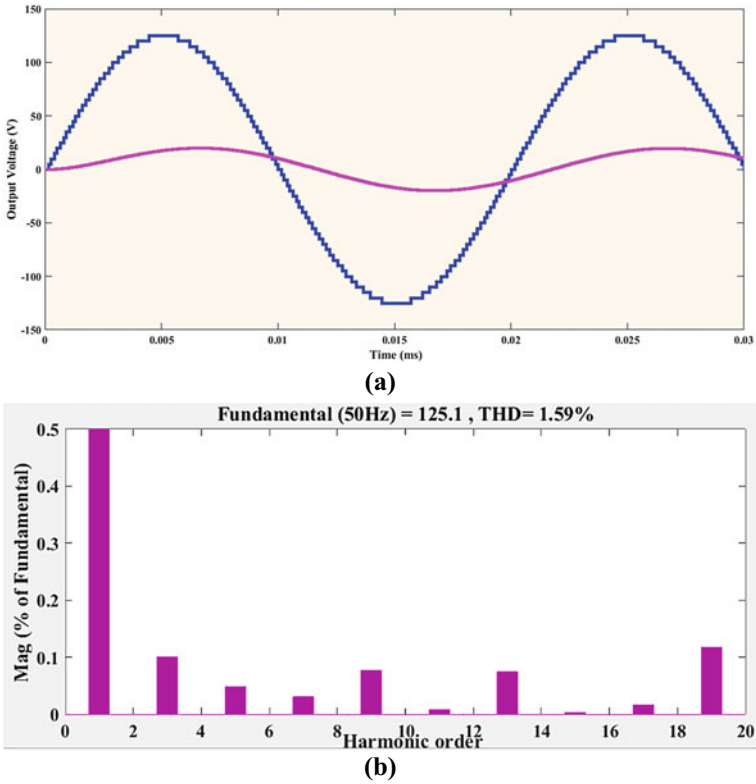 150
100
50
0
-50
-100
-150
Output Voltage (V)
0 0.005 0.01 0.015 0.02 0.025 0.03
Time (ms)
(a)
Fundamental (50Hz) = 125.1 , THD= 1.59%
0.5
0.4
0.3
0.2
0.1
0
Mag (% of Fundamental)
0 2 4 6 8 10 12 14 16 18 20
Harmonic order
(b)